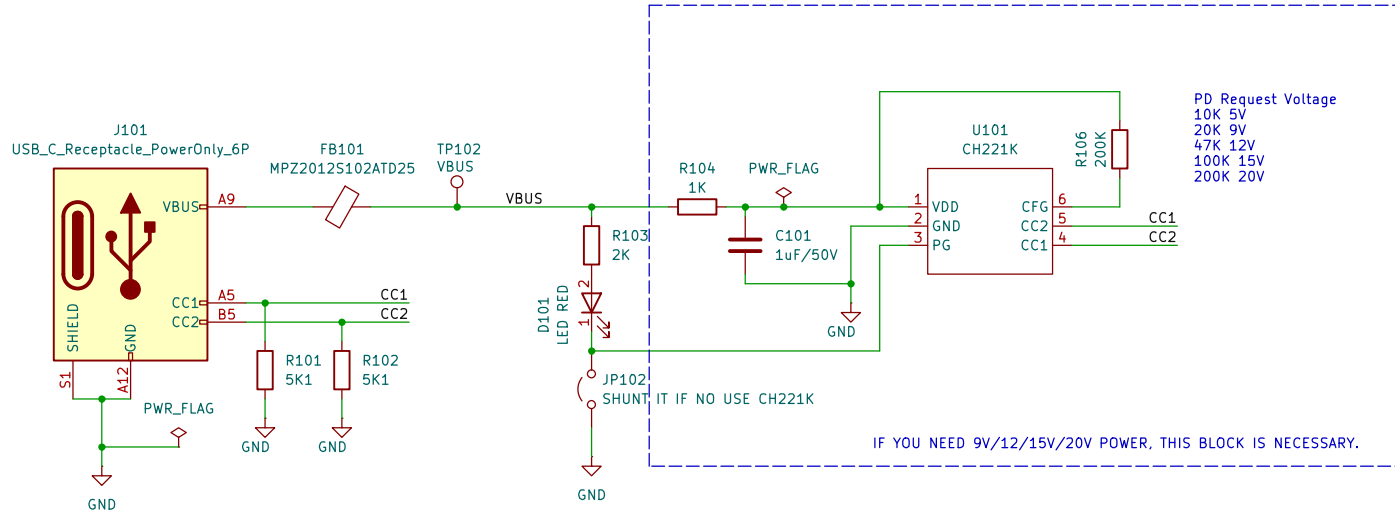 J101
USB_C_Receptacle_PowerOnly_6P
VBUS
A9
CC1
A5
CC2
B5
SHIELD
GND
S1
A12
PWR_FLAG
GND
FB101
MPZ2012S102ATD25
TP102
VBUS
VBUS
CC1
CC2
R101
5K1
GND
R102
5K1
GND
R103
2K
D101
LED RED
2
1
JP102
SHUNT IT IF NO USE CH221K
GND
R104
1K
PWR_FLAG
C101
1uF/50V
GND
U101
CH221K
1
VDD
2
GND
3
PG
CFG
6
CC2
5
CC1
4
CC1
CC2
R106
200K
PD Request Voltage
10K 5V
20K 9V
47K 12V
100K 15V
200K 20V
IF YOU NEED 9V/12/15V/20V POWER, THIS BLOCK IS NECESSARY.